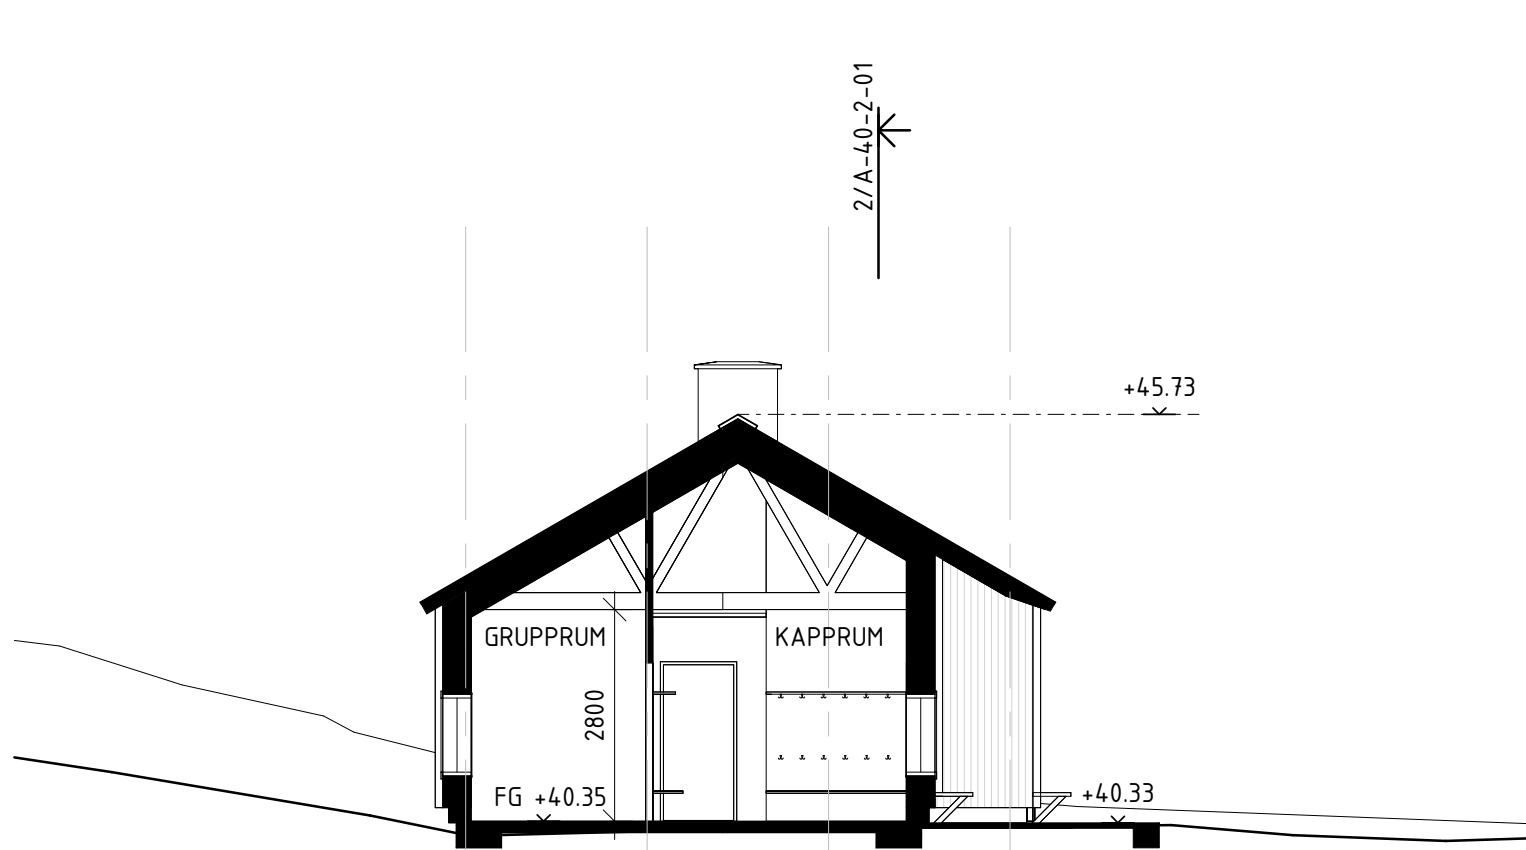 2/A-40-2-01
+45.73
GRUPPRUM
KAPPRUM
2800
FG +40.35
+40.33